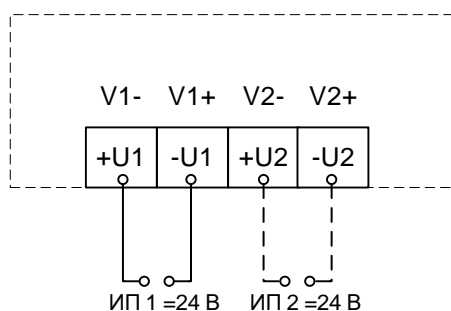 V1- V1+ V2- V2+
+U1 -U1 +U2 -U2
ИП 1 =24 В ИП 2 =24 В